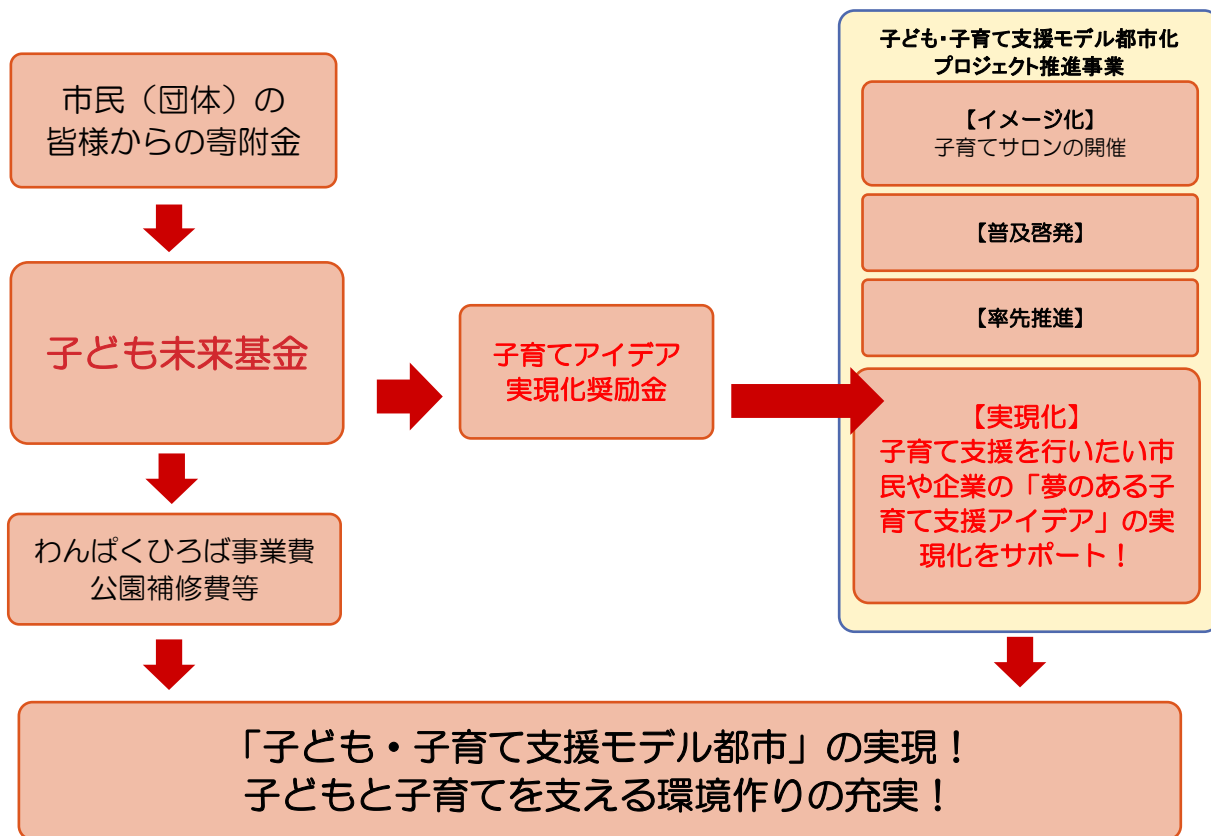 市民（団体）の
皆様からの寄附金
子ども未来基金
わんぱくひろば事業費
公園補修費等
子育てアイデア
実現化奨励金
子ども・子育て支援モデル都市化
プロジェクト推進事業
【イメージ化】
子育てサロンの開催
【普及啓発】
【率先推進】
【実現化】
子育て支援を行いたい市
民や企業の「夢のある子
育て支援アイデア」の実
現化をサポート！
「子ども・子育て支援モデル都市」の実現！
子どもと子育てを支える環境作りの充実！